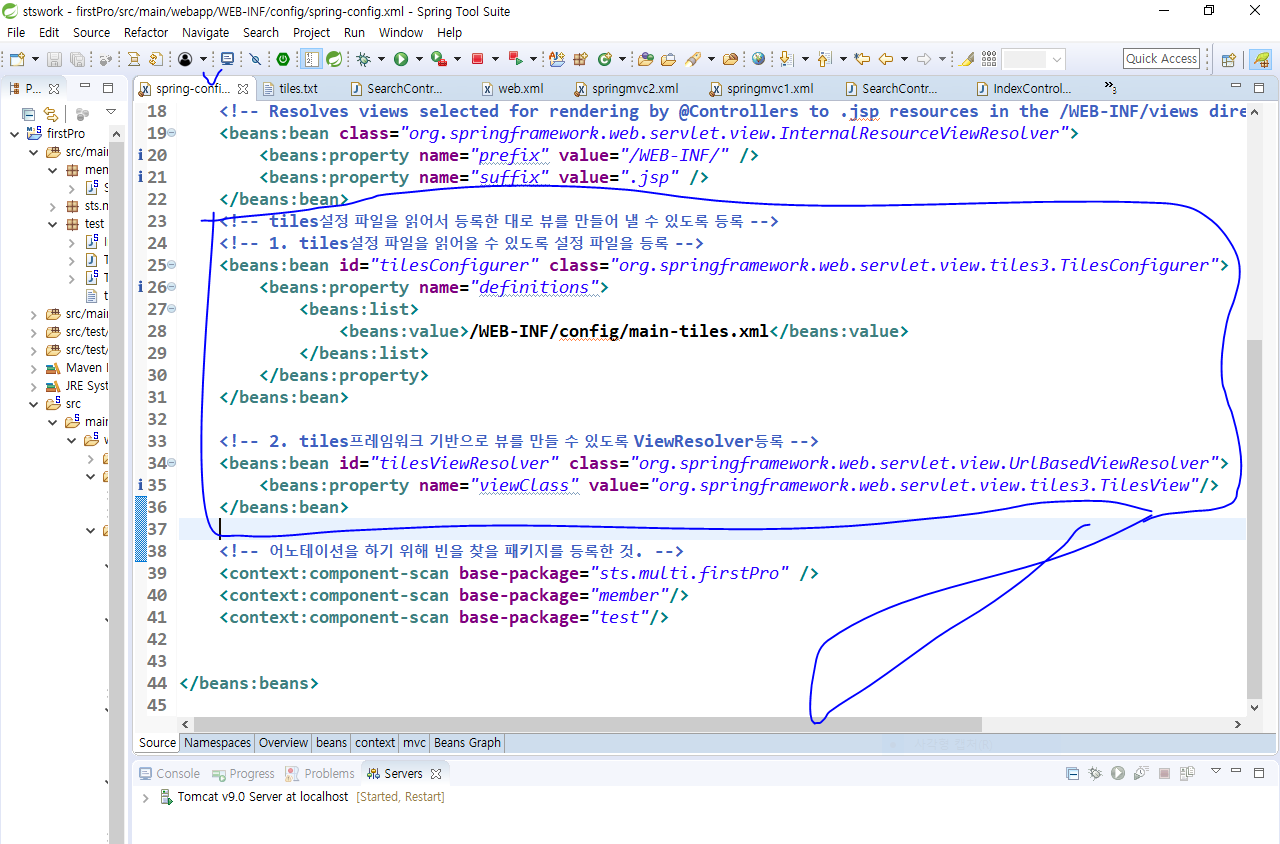 stswork - firstPro/src/main/webapp/WEB-INF/config/spring-config.xml - Spring Tool Suite
File Edit Source Refactor Navigate Search Project Run Window Help
Quick Access
P... spring-confi... tiles.txt SearchContr... web.xml springmvc2.xml springmvc1.xml SearchContr... IndexControl... »3
firstPro
src/mair
mem
S
sts.n
test
I
T
T
t
src/mair
src/test/
src/test/
Maven
JRE Syst
src
mair
w
18 <!-- Resolves views selected for rendering by @Controllers to .jsp resources in the /WEB-INF/views dire
19 <beans:bean class="org.springframework.web.servlet.view.InternalResourceViewResolver">
20 <beans:property name="prefix" value="/WEB-INF/" />
21 <beans:property name="suffix" value=".jsp" />
22 </beans:bean>
23 <!-- tiles설정 파일을 읽어서 등록한 대로 뷰를 만들어 낼 수 있도록 등록 -->
24 <!-- 1. tiles설정 파일을 읽어올 수 있도록 설정 파일을 등록 -->
25 <beans:bean id="tilesConfigurer" class="org.springframework.web.servlet.view.tiles3.TilesConfigurer">
26 <beans:property name="definitions">
27 <beans:list>
28 <beans:value>/WEB-INF/config/main-tiles.xml</beans:value>
29 </beans:list>
30 </beans:property>
31 </beans:bean>
32
33 <!-- 2. tiles프레임워크 기반으로 뷰를 만들 수 있도록 ViewResolver등록 -->
34 <beans:bean id="tilesViewResolver" class="org.springframework.web.servlet.view.UrlBasedViewResolver">
35 <beans:property name="viewClass" value="org.springframework.web.servlet.view.tiles3.TilesView"/>
36 </beans:bean>
37
38 <!-- 어노테이션을 하기 위해 빈을 찾을 패키지를 등록한 것. -->
39 <context:component-scan base-package="sts.multi.firstPro" />
40 <context:component-scan base-package="member"/>
41 <context:component-scan base-package="test"/>
42
43
44 </beans:beans>
45
Source Namespaces Overview beans context mvc Beans Graph
Console Progress Problems Servers
Tomcat v9.0 Server at localhost [Started, Restart]